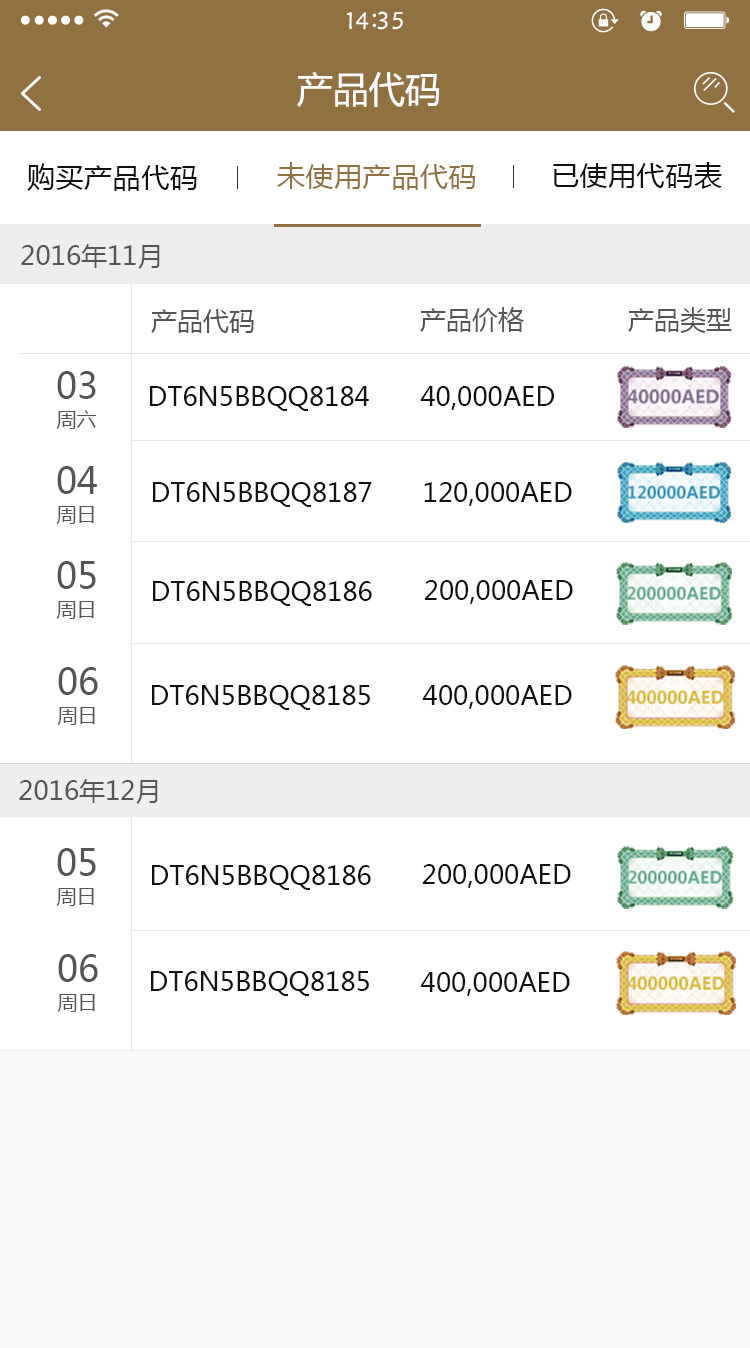 14:35
产品代码
购买产品代码 | 未使用产品代码 | 已使用代码表
2016年11月
产品代码 产品价格 产品类型
03 周六 DT6N5BBQQ8184 40,000AED 40000AED
04 周日 DT6N5BBQQ8187 120,000AED 120000AED
05 周日 DT6N5BBQQ8186 200,000AED 200000AED
06 周日 DT6N5BBQQ8185 400,000AED 400000AED
2016年12月
05 周日 DT6N5BBQQ8186 200,000AED 200000AED
06 周日 DT6N5BBQQ8185 400,000AED 400000AED